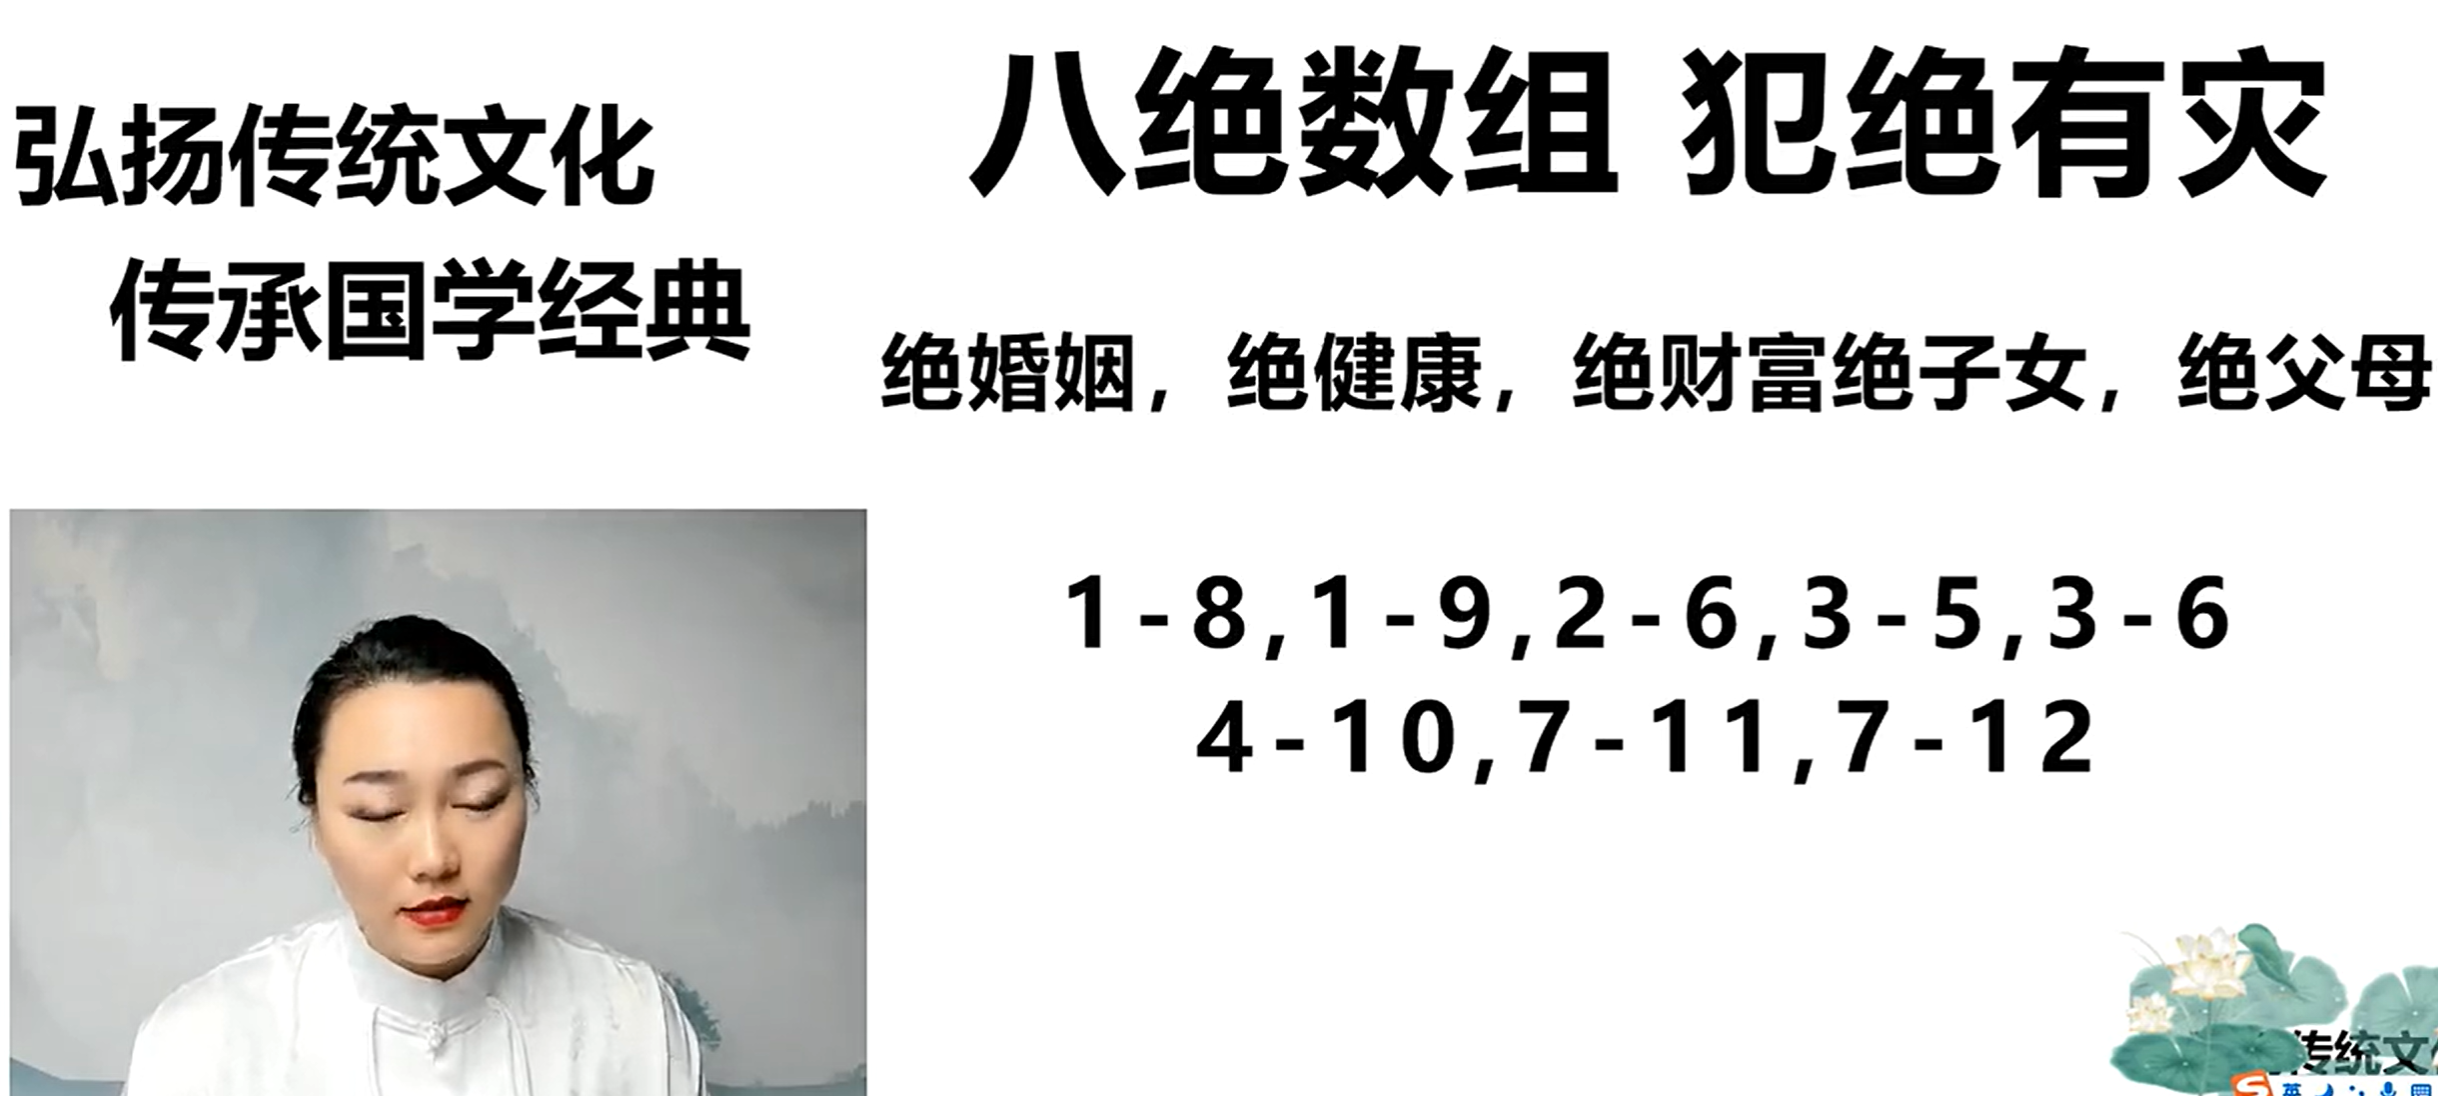 弘扬传统文化
传承国学经典
八绝数组 犯绝有灾
绝婚姻，绝健康，绝财富绝子女，绝父母
1-8,1-9,2-6,3-5,3-6
4-10,7-11,7-12
传统文
英